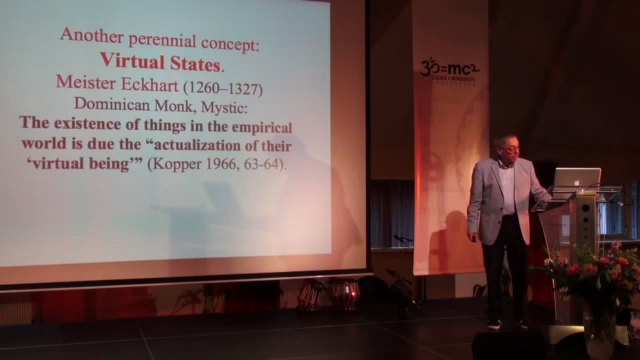 Another perennial concept:
Virtual States.
Meister Eckhart (1260–1327)
Dominican Monk, Mystic:
The existence of things in the empirical
world is due the “actualization of their
‘virtual being’” (Kopper 1966, 63-64).
ॐ=mc2